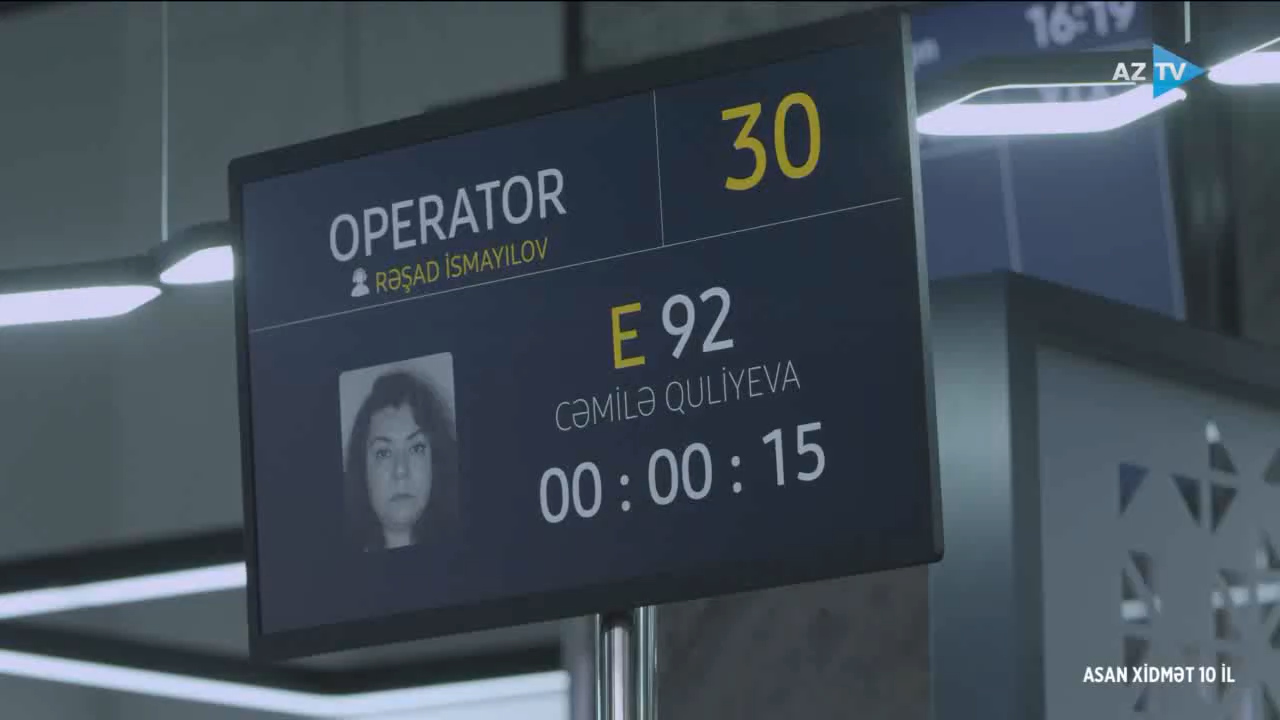 16:19
AZ TV
OPERATOR
30
RƏŞAD İSMAYILOV
E 92
CƏMİLƏ QULİYEVA
00 : 00 : 15
ASAN XİDMƏT 10 İL